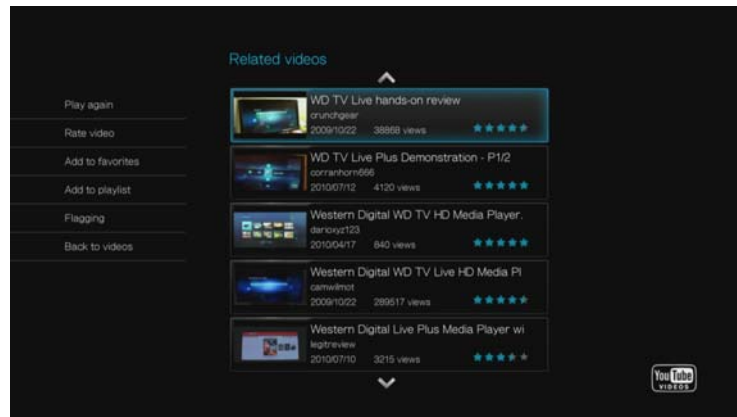 Related videos
Play again
Rate video
Add to favorites
Add to playlist
Flagging
Back to videos
WD TV Live hands-on review
crunchgear
2009/10/22 38868 views
WD TV Live Plus Demonstration - P1/2
corranhorn666
2010/07/12 4120 views
Western Digital WD TV HD Media Player.
darioxyz123
2010/04/17 840 views
Western Digital WD TV Live HD Media Pl
camwilmot
2009/10/22 289517 views
Western Digital Live Plus Media Player wi
legitreview
2010/07/10 3215 views
You Tube
VIDEOS